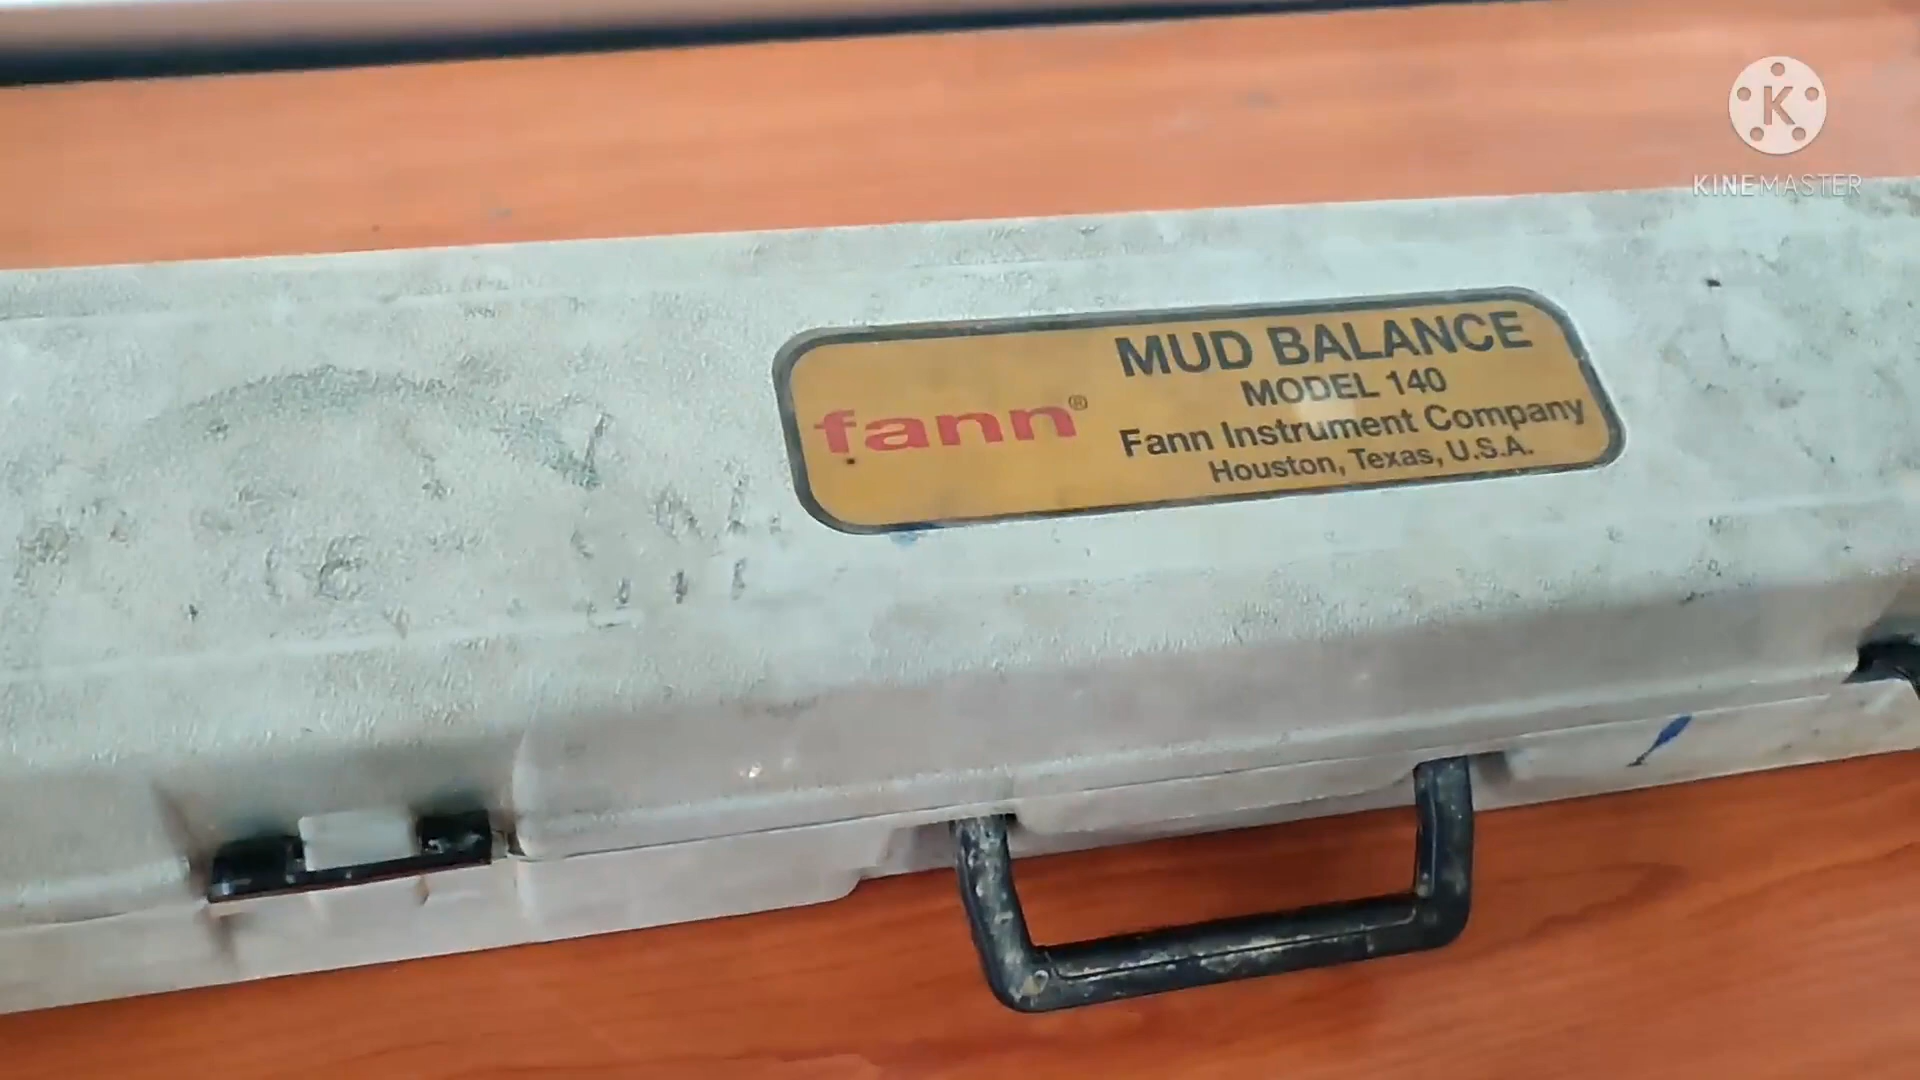 KINEMASTER
fann®
MUD BALANCE
MODEL 140
Fann Instrument Company
Houston, Texas, U.S.A.